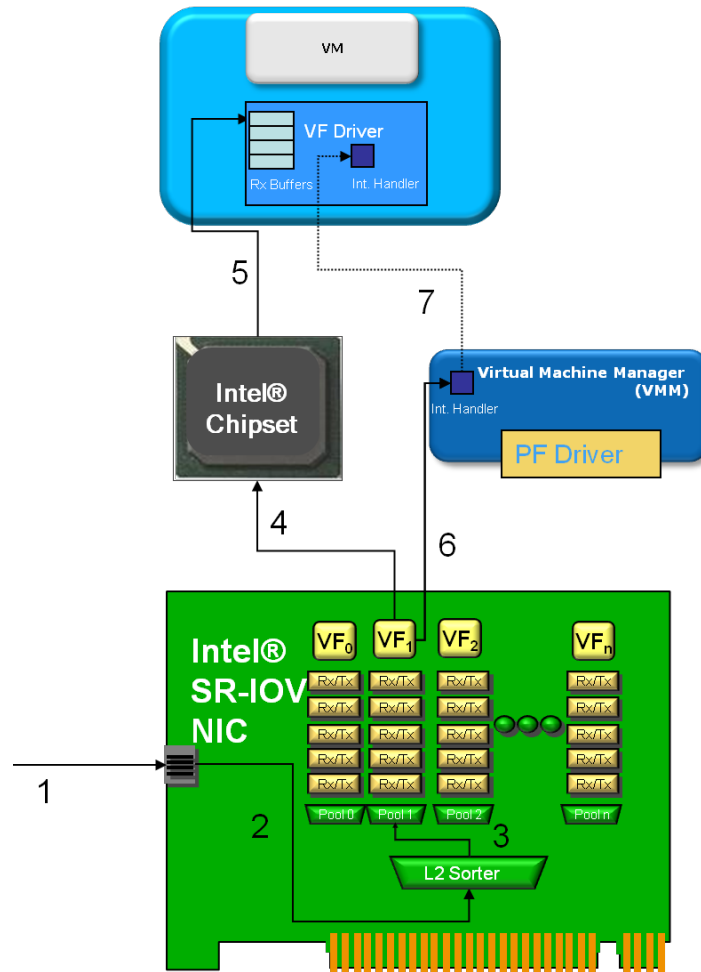 VM
VF Driver
Rx Buffers
Int. Handler
5
7
Intel®
Chipset
Virtual Machine Manager
(VMM)
Int. Handler
PF Driver
4
6
Intel®
SR-IOV
NIC
VF0 VF1 VF2 VFn
Rx/Tx Rx/Tx Rx/Tx Rx/Tx
Rx/Tx Rx/Tx Rx/Tx Rx/Tx
Rx/Tx Rx/Tx Rx/Tx Rx/Tx
Rx/Tx Rx/Tx Rx/Tx Rx/Tx
Rx/Tx Rx/Tx Rx/Tx Rx/Tx
1
Pool 0 Pool 1 Pool 2 Pool n
2
3
L2 Sorter